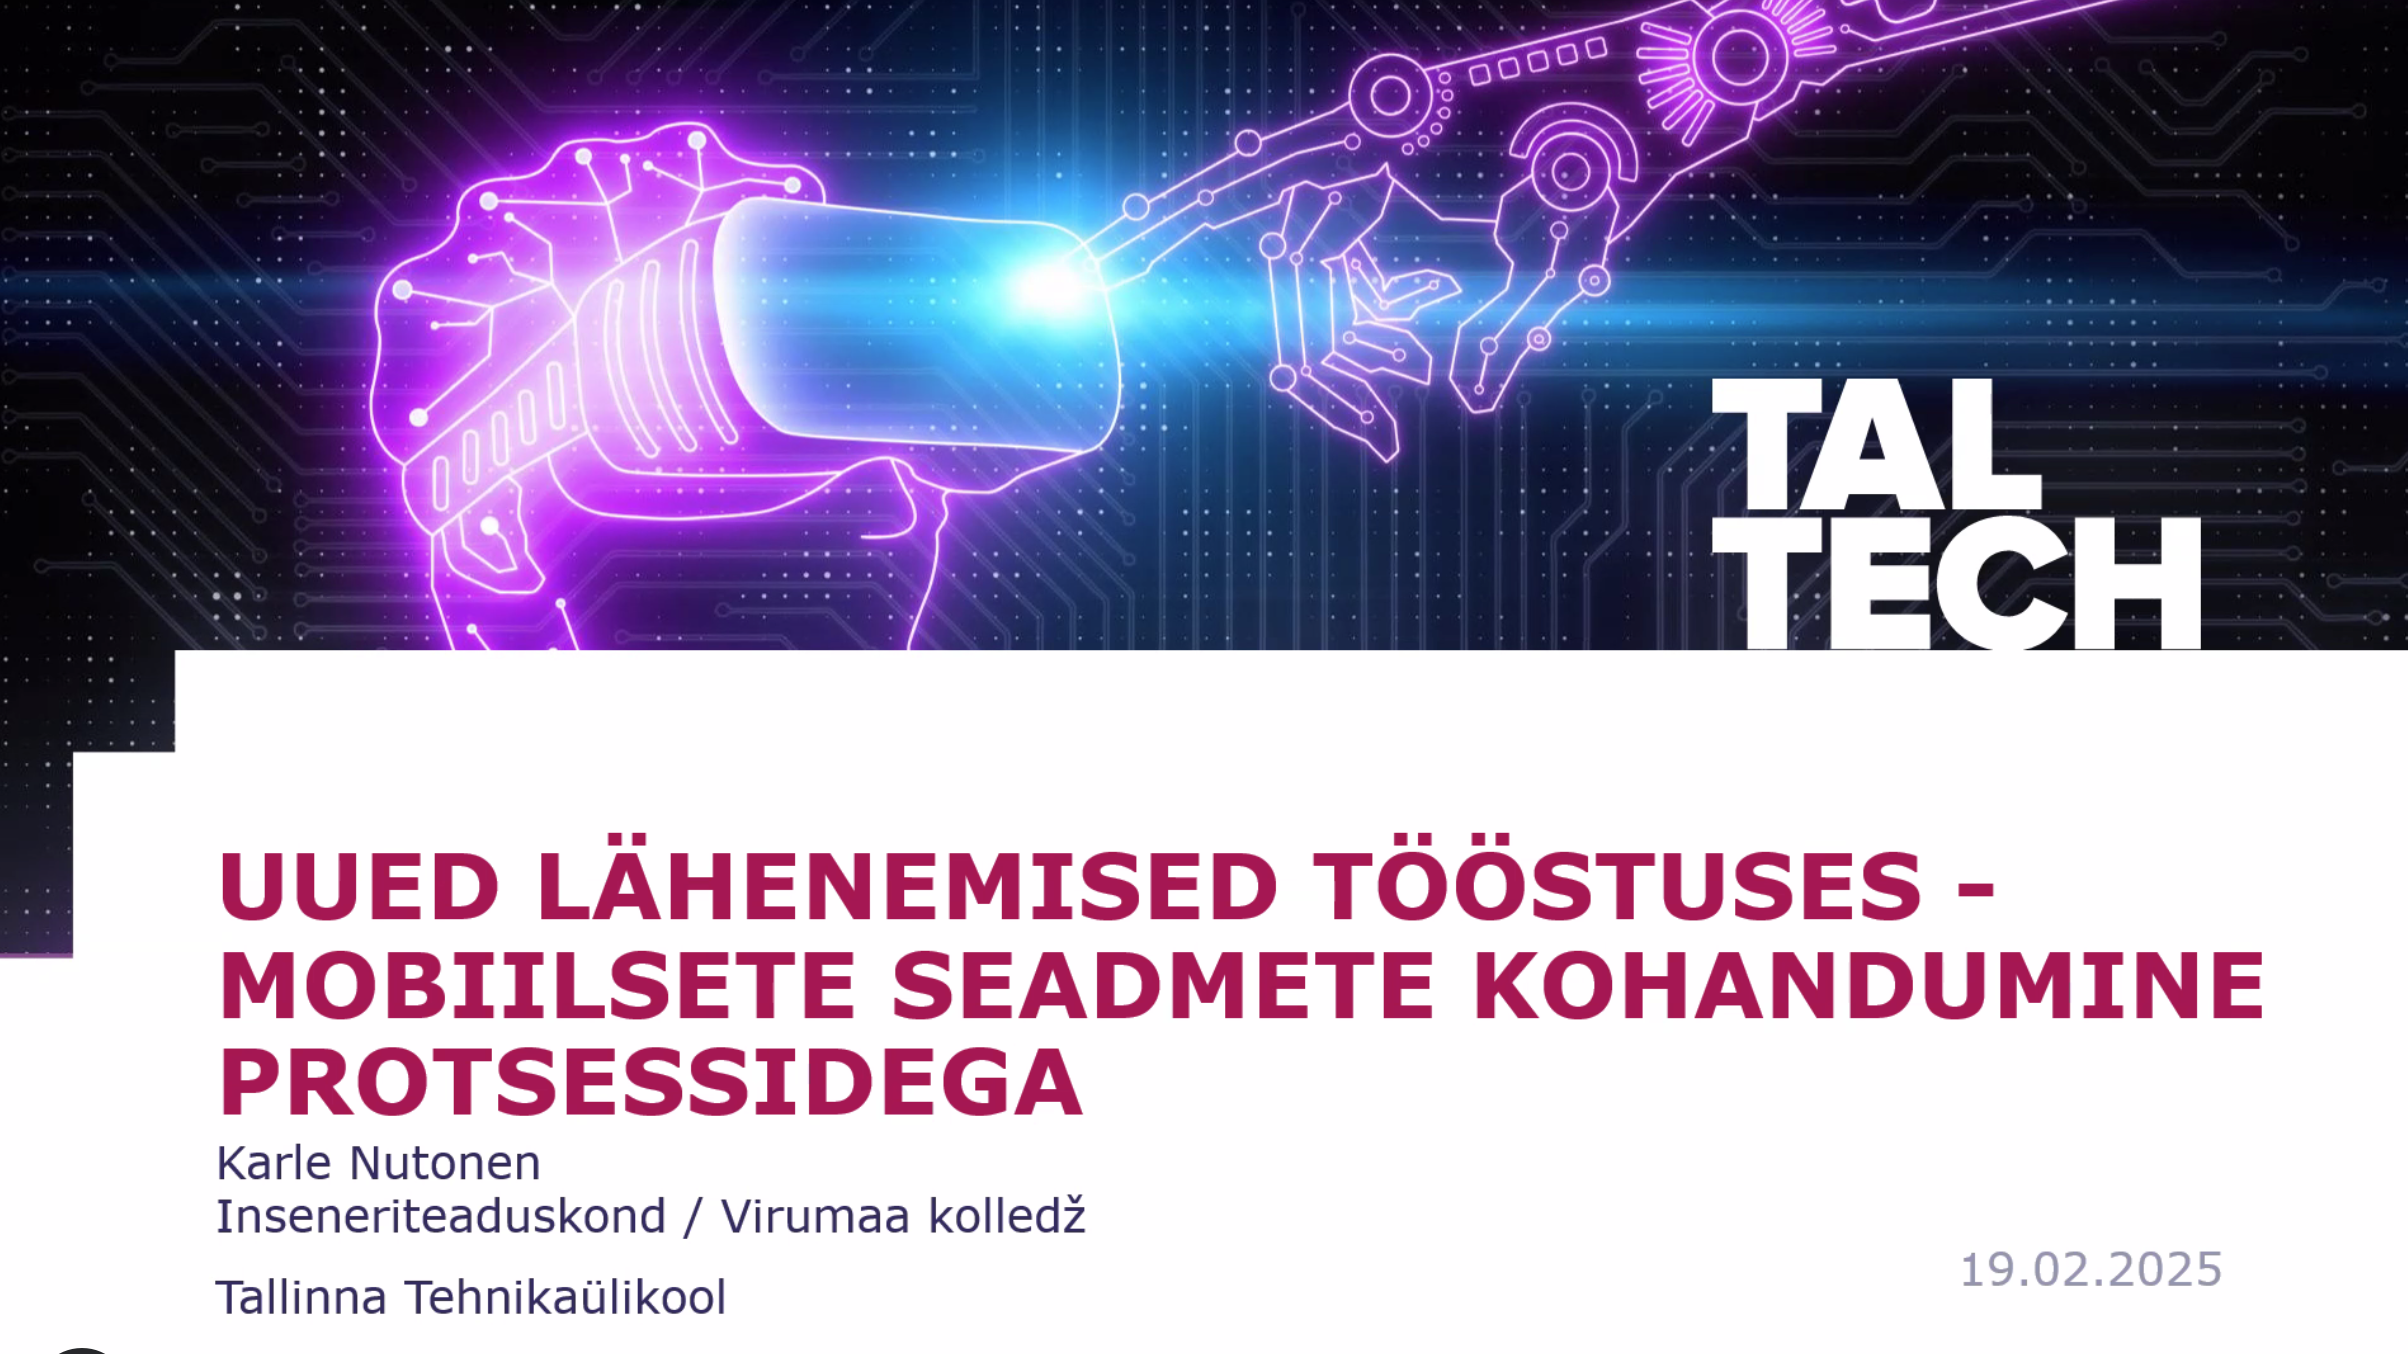 TAL
TECH
UUED LÄHENEMISED TÖÖSTUSES -
MOBIILSETE SEADMETE KOHANDUMINE
PROTSESSIDEGA
Karle Nutonen
Inseneriteaduskond / Virumaa kolledž
Tallinna Tehnikaülikool
19.02.2025